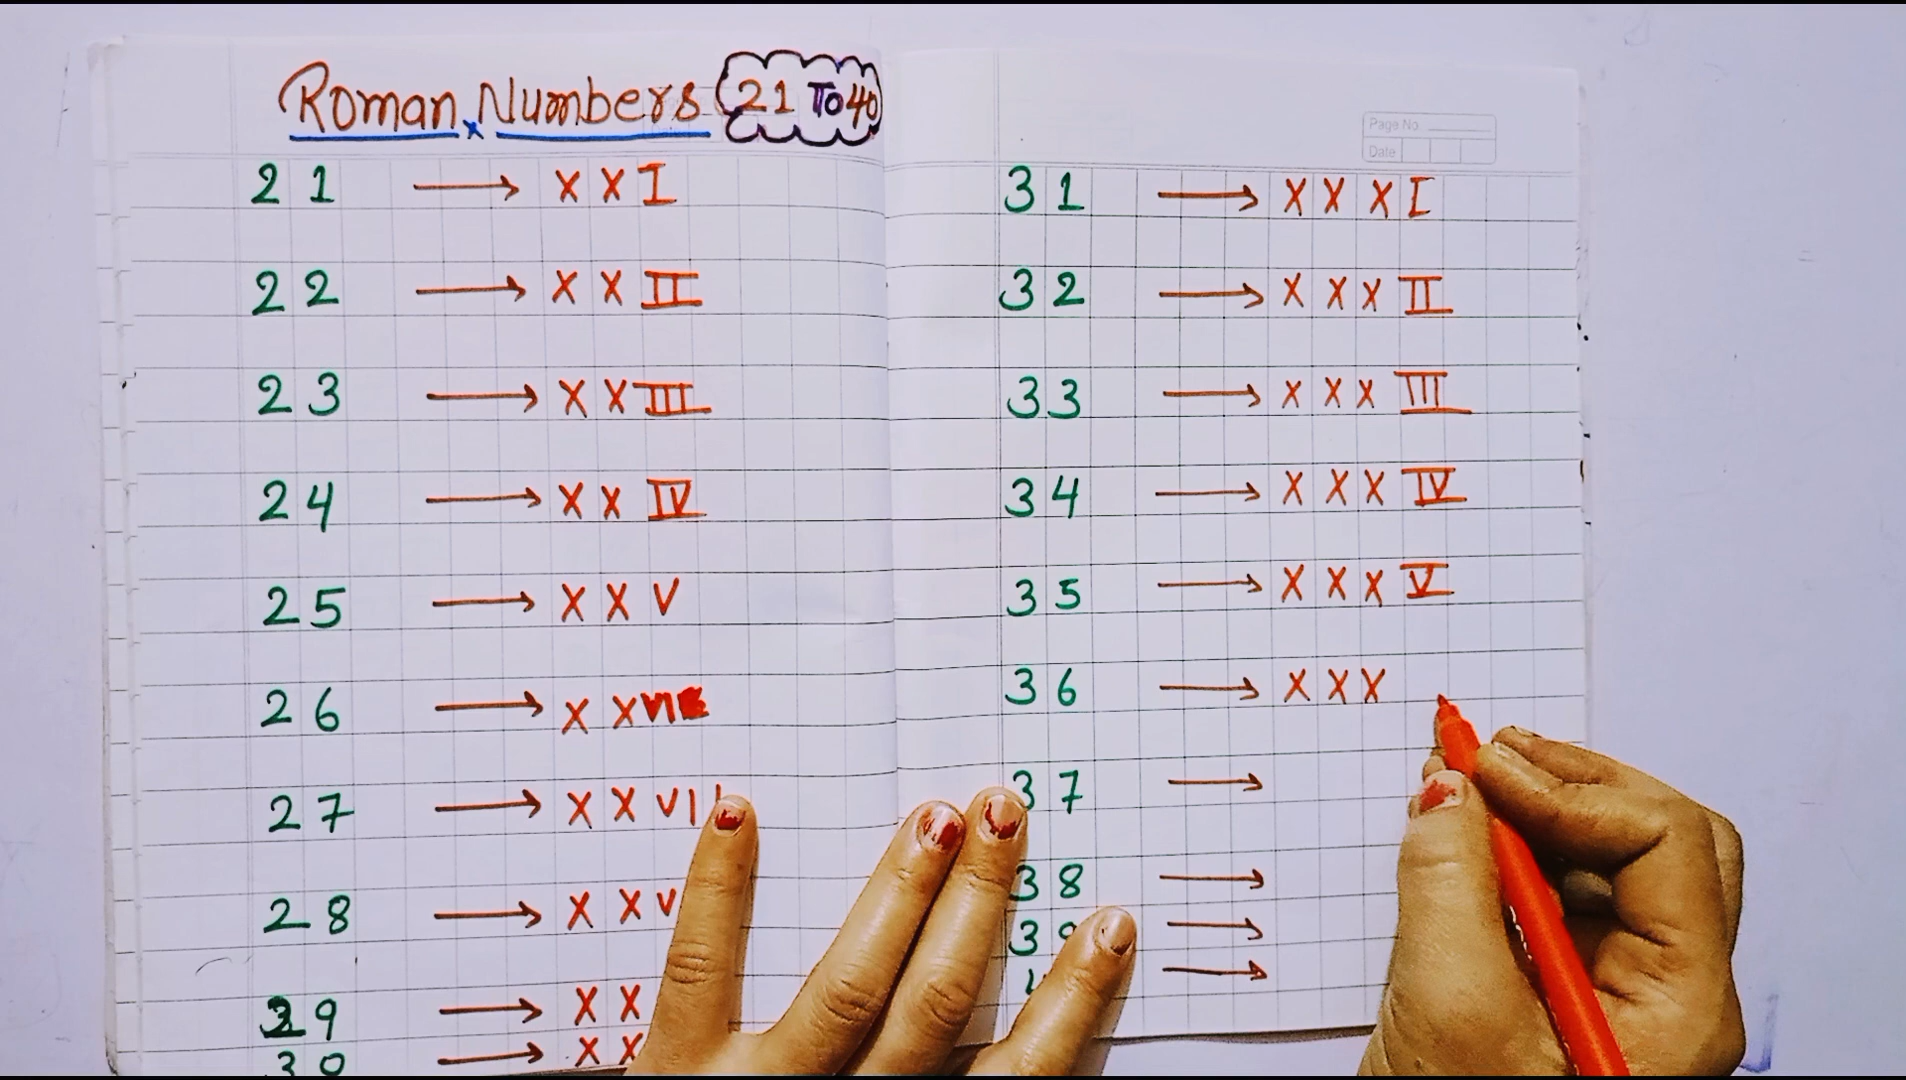 Roman Numbers 21 To 40
21 → XXI
22 → XXII
23 → XXIII
24 → XXIV
25 → XXV
26 → XXVI
27 → XXVII
28 → XXV
29 → XX
30 → XX
Page No.
Date
31 → XXXI
32 → XXXII
33 → XXXIII
34 → XXXIV
35 → XXXV
36 → XXX
37 →
38 →
39 →
→